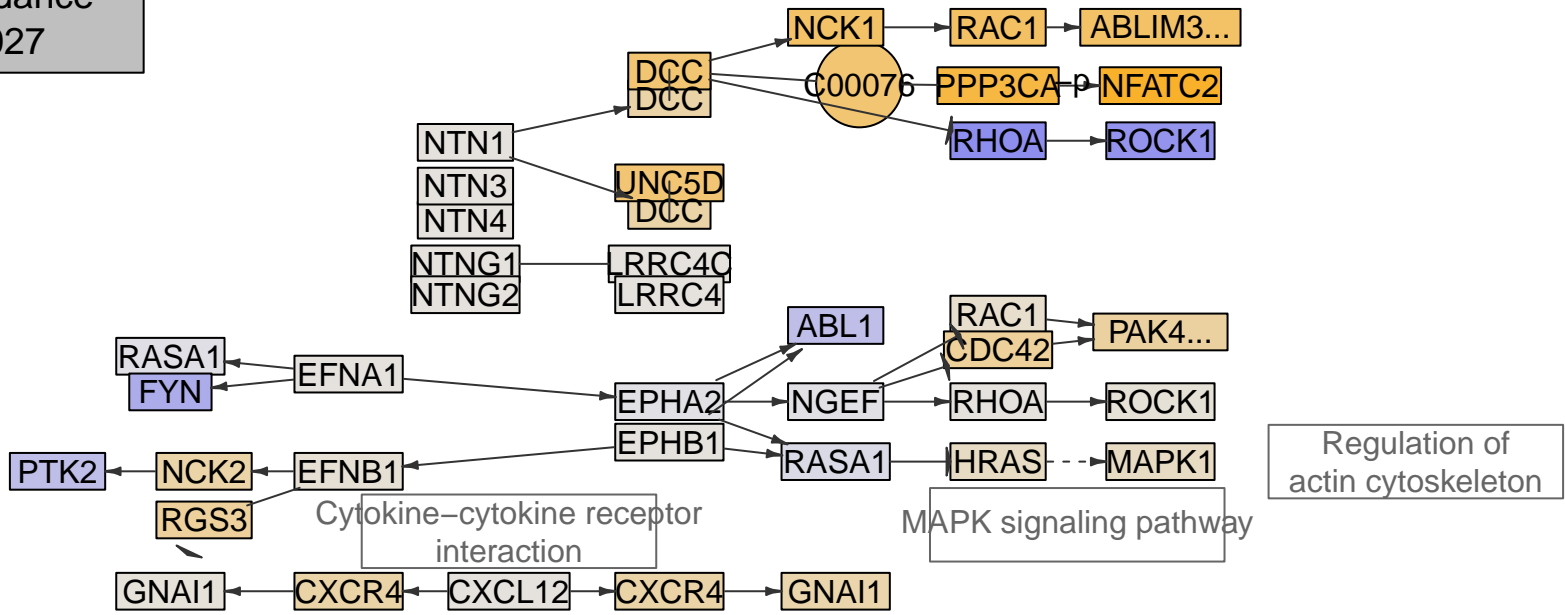 027
NCK1
RAC1
ABLIM3...
DCC
DCC
C00076
PPP3CA
–p
NFATC2
NTN1
RHOA
ROCK1
NTN3
NTN4
UNC5D
DCC
NTNG1
NTNG2
LRRC4C
LRRC4
ABL1
RAC1
CDC42
PAK4...
RASA1
FYN
EFNA1
EPHA2
NGEF
RHOA
ROCK1
EPHB1
PTK2
NCK2
EFNB1
RASA1
HRAS
MAPK1
Regulation of
actin cytoskeleton
RGS3
Cytokine–cytokine receptor
interaction
MAPK signaling pathway
GNAI1
CXCR4
CXCL12
CXCR4
GNAI1